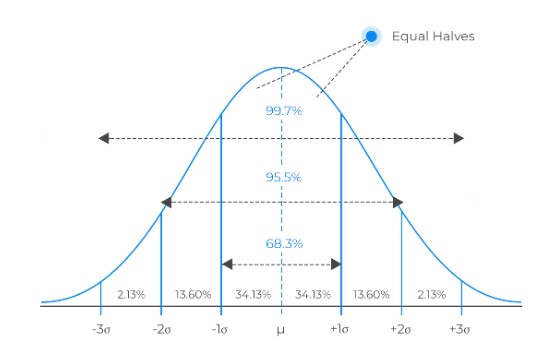 Equal Halves
99.7%
95.5%
68.3%
2.13% 13.60% 34.13% 34.13% 13.60% 2.13%
-3σ -2σ -1σ μ +1σ +2σ +3σ